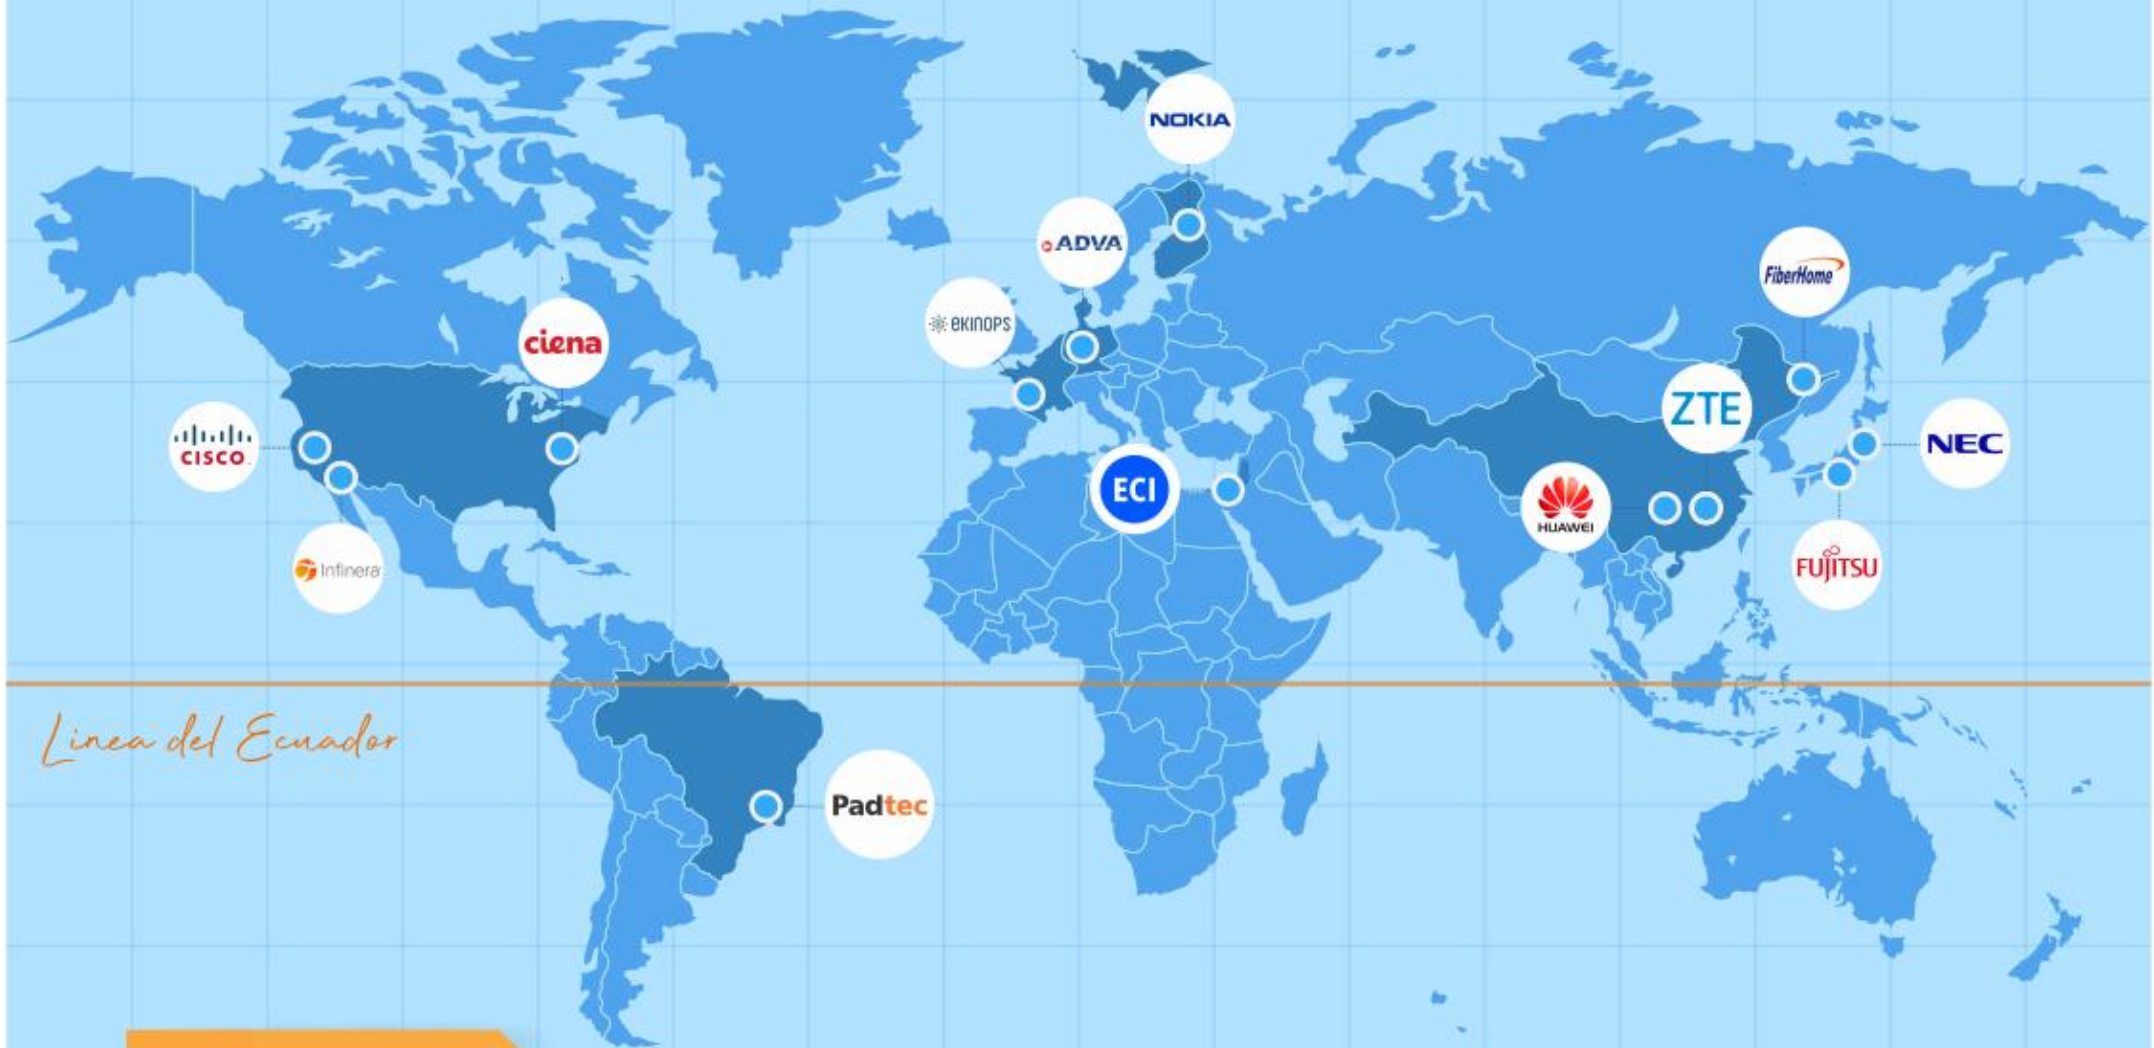 NOKIA
ADVA
FiberHome
ekinops
ciena
ZTE
CISCO
NEC
ECI
HUAWEI
Infinera
FUJITSU
Linea del Ecuador
Padtec